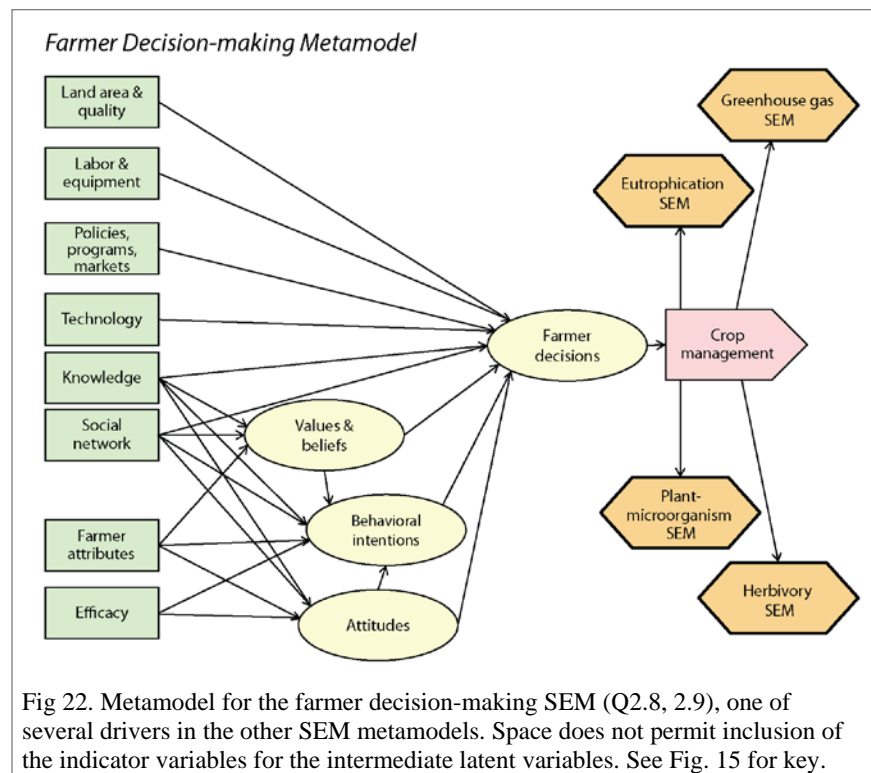 Farmer Decision-making Metamodel
Land area &
quality
Labor &
equipment
Policies,
programs,
markets
Technology
Knowledge
Social
network
Farmer
attributes
Efficacy
Values &
beliefs
Behavioral
intentions
Attitudes
Farmer
decisions
Crop
management
Greenhouse gas
SEM
Eutrophication
SEM
Plant-
microorganism
SEM
Herbivory
SEM
Fig 22. Metamodel for the farmer decision-making SEM (Q2.8, 2.9), one of
several drivers in the other SEM metamodels. Space does not permit inclusion of
the indicator variables for the intermediate latent variables. See Fig. 15 for key.